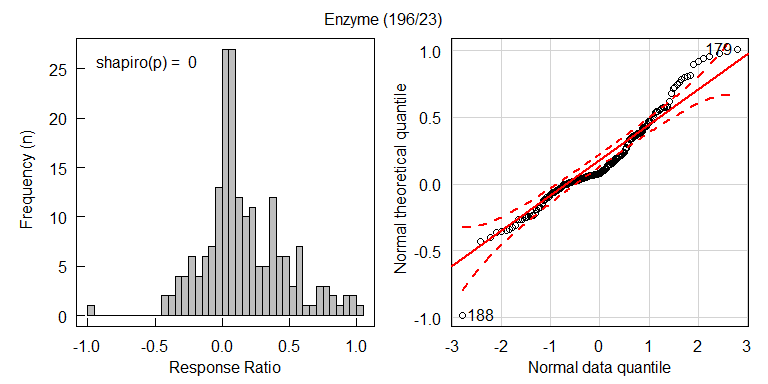 Enzyme (196/23)
shapiro(p) = 0
Frequency (n)
25
20
15
10
5
0
-1.0 -0.5 0.0 0.5 1.0
Response Ratio
179
188
Normal theoretical quantile
1.0
0.5
0.0
-0.5
-1.0
-3 -2 -1 0 1 2 3
Normal data quantile